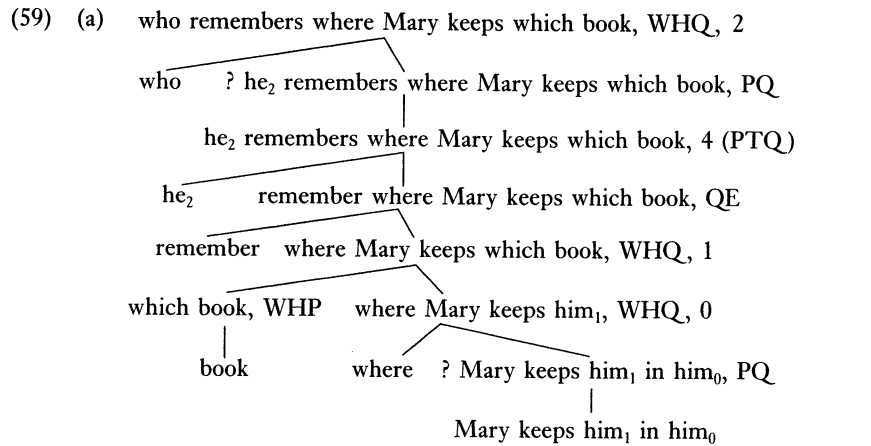 (59) (a) who remembers where Mary keeps which book, WHQ, 2
who ? he₂ remembers where Mary keeps which book, PQ
he₂ remembers where Mary keeps which book, 4 (PTQ)
he₂ remember where Mary keeps which book, QE
remember where Mary keeps which book, WHQ, 1
which book, WHP where Mary keeps him₁, WHQ, 0
book where ? Mary keeps him₁ in him₀, PQ
Mary keeps him₁ in him₀